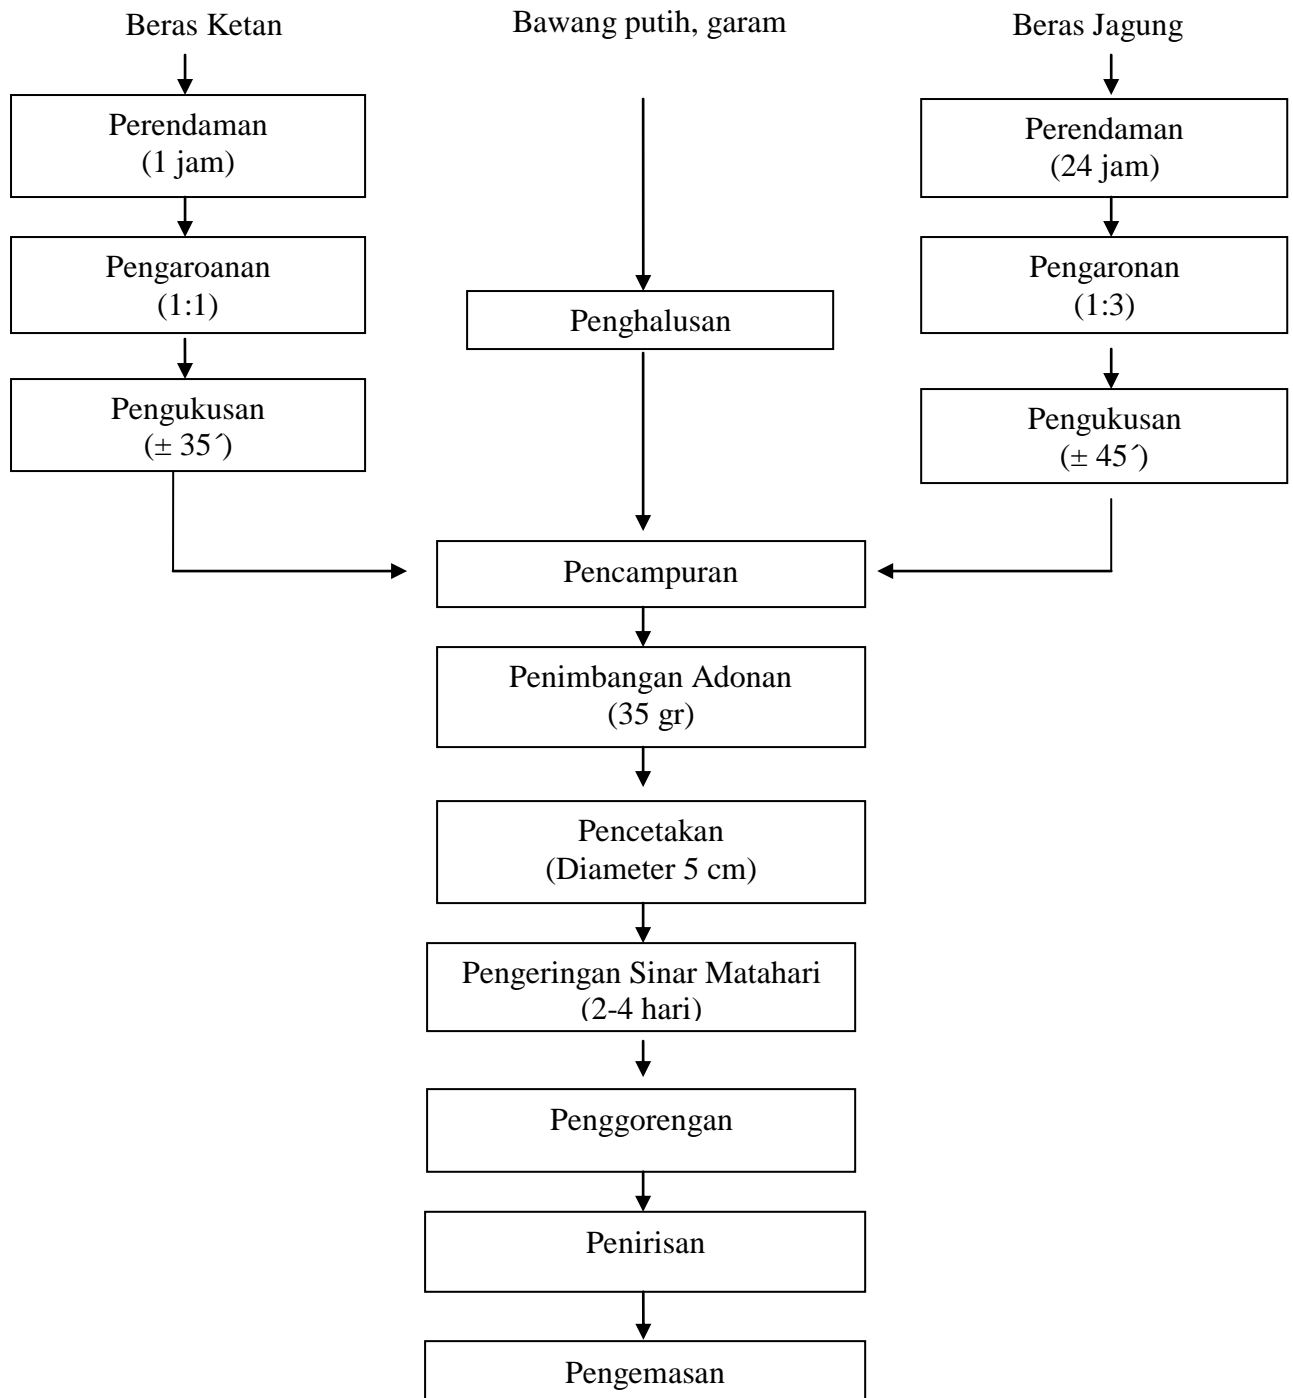 Beras Ketan
Bawang putih, garam
Beras Jagung
Perendaman
(1 jam)
Perendaman
(24 jam)
Pengaroanan
(1:1)
Pengaronan
(1:3)
Penghalusan
Pengukusan
(± 35´)
Pengukusan
(± 45´)
Pencampuran
Penimbangan Adonan
(35 gr)
Pencetakan
(Diameter 5 cm)
Pengeringan Sinar Matahari
(2-4 hari)
Penggorengan
Penirisan
Pengemasan